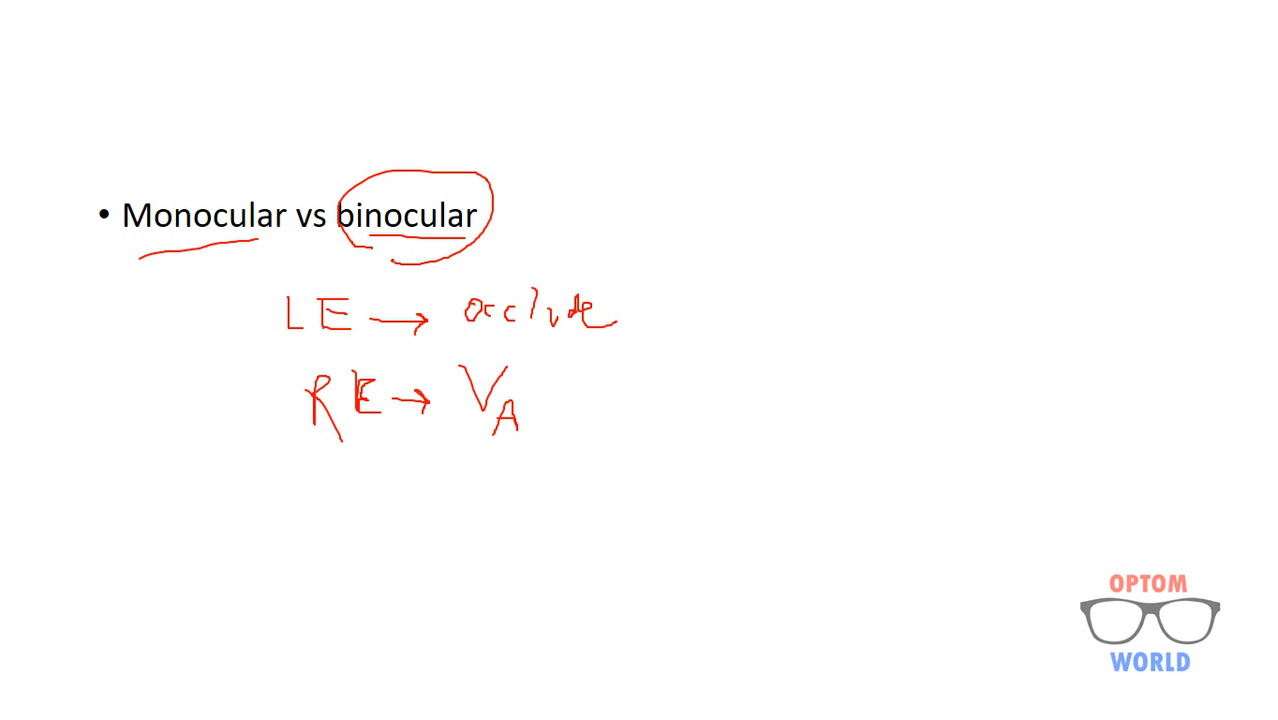 • Monocular vs binocular
LE → occlude
RE → VA
OPTOM
WORLD